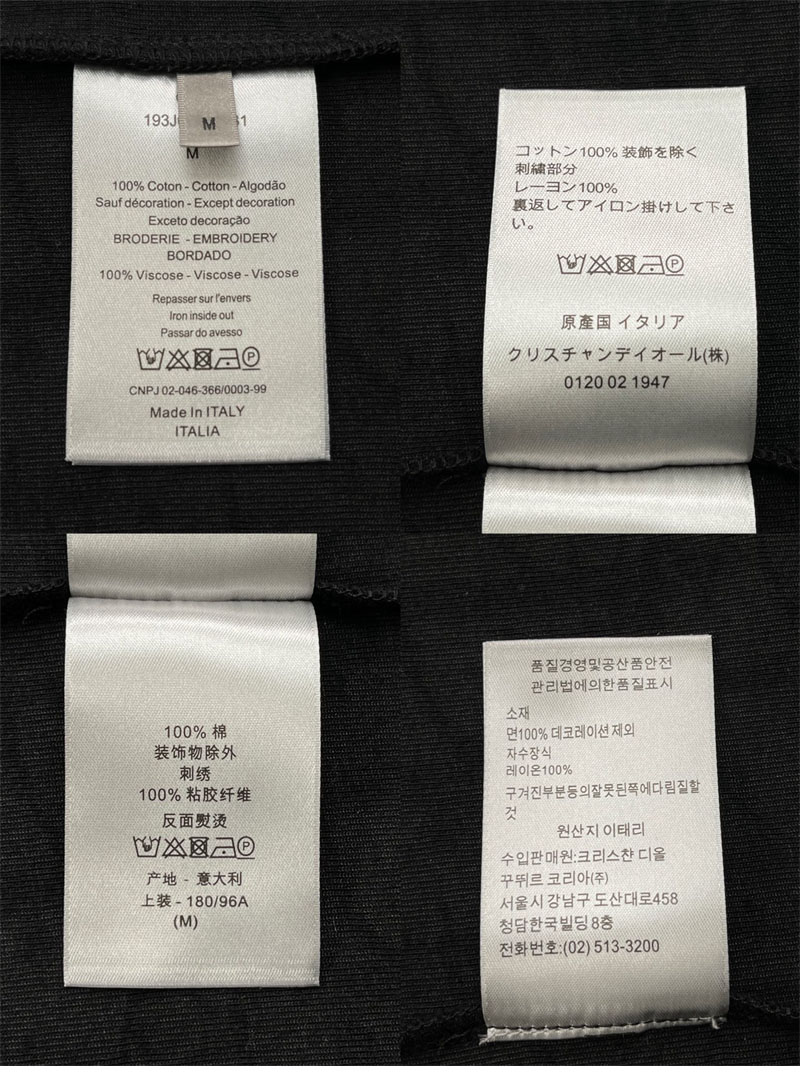 193J
M
M
100% Coton - Cotton - Algodão
Sauf décoration - Except decoration
Exceto decoração
BRODERIE - EMBROIDERY
BORDADO
100% Viscose - Viscose - Viscose
Repasser sur l'envers
Iron inside out
Passar do avesso
P
CNPJ 02-046-366/0003-99
Made In ITALY
ITALIA
コットン100% 装飾を除く
刺繍部分
レーヨン100%
裏返してアイロン掛けして下さ
い。
P
原產国 イタリア
クリスチャンデイオール(株)
0120 02 1947
100% 棉
装饰物除外
刺绣
100% 粘胶纤维
反面熨烫
P
产地 - 意大利
上装 - 180/96A
(M)
품질경영및공산품안전
관리법에의한품질표시
소재
면100% 데코레이션제외
자수장식
레이온100%
구겨진부분등의잘못된쪽에다림질할
것
원산지 이태리
수입판매원:크리스챤 디올
꾸뛰르 코리아(주)
서울시 강남구 도산대로458
청담한국빌딩 8층
전화번호:(02) 513-3200